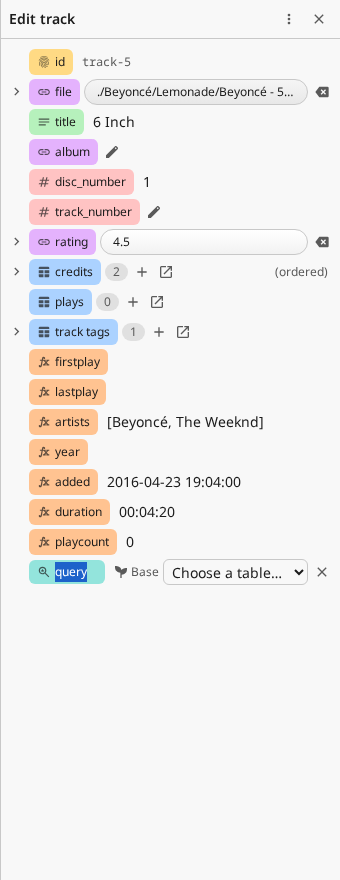 Edit track
id track-5
file ./Beyoncé/Lemonade/Beyoncé - 5...
title 6 Inch
album
disc_number 1
track_number
rating 4.5
credits 2 (ordered)
plays 0
track tags 1
firstplay
lastplay
artists [Beyoncé, The Weeknd]
year
added 2016-04-23 19:04:00
duration 00:04:20
playcount 0
query Base Choose a table...